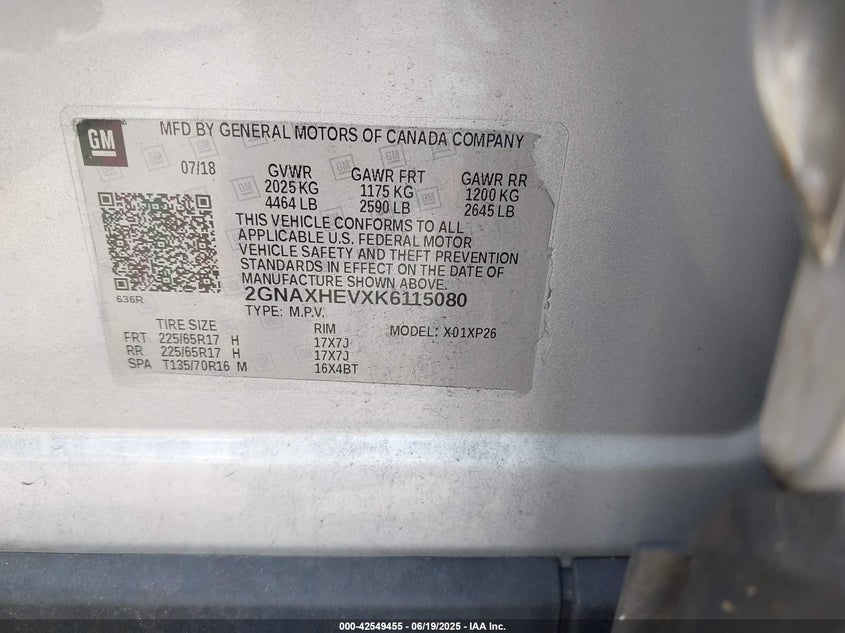 GM
MFD BY GENERAL MOTORS OF CANADA COMPANY
07/18 GVWR GAWR FRT GAWR RR
2025 KG 1175 KG 1200 KG
4464 LB 2590 LB 2645 LB
THIS VEHICLE CONFORMS TO ALL
APPLICABLE U.S. FEDERAL MOTOR
VEHICLE SAFETY AND THEFT PREVENTION
STANDARDS IN EFFECT ON THE DATE OF
MANUFACTURE SHOWN ABOVE.
636R
2GNAXHEVXK6115080
TYPE: M.P.V.
TIRE SIZE RIM MODEL: X01XP26
FRT 225/65R17 H 17X7J
RR 225/65R17 H 17X7J
SPA T135/70R16 M 16X4BT
000-42549455 - 06/19/2025 - IAA Inc.